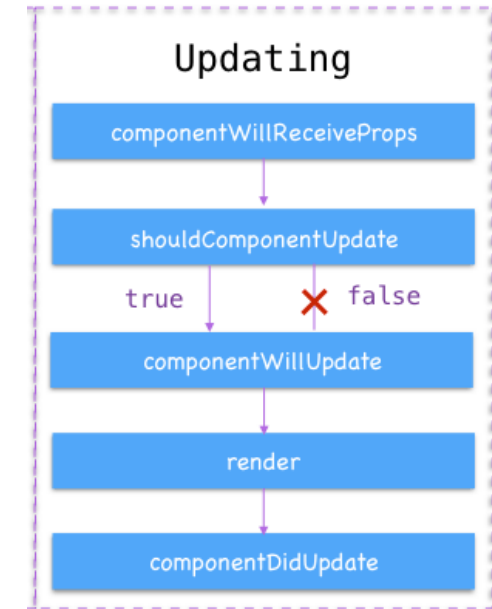 Updating
componentWillReceiveProps
shouldComponentUpdate
true
false
componentWillUpdate
render
componentDidUpdate